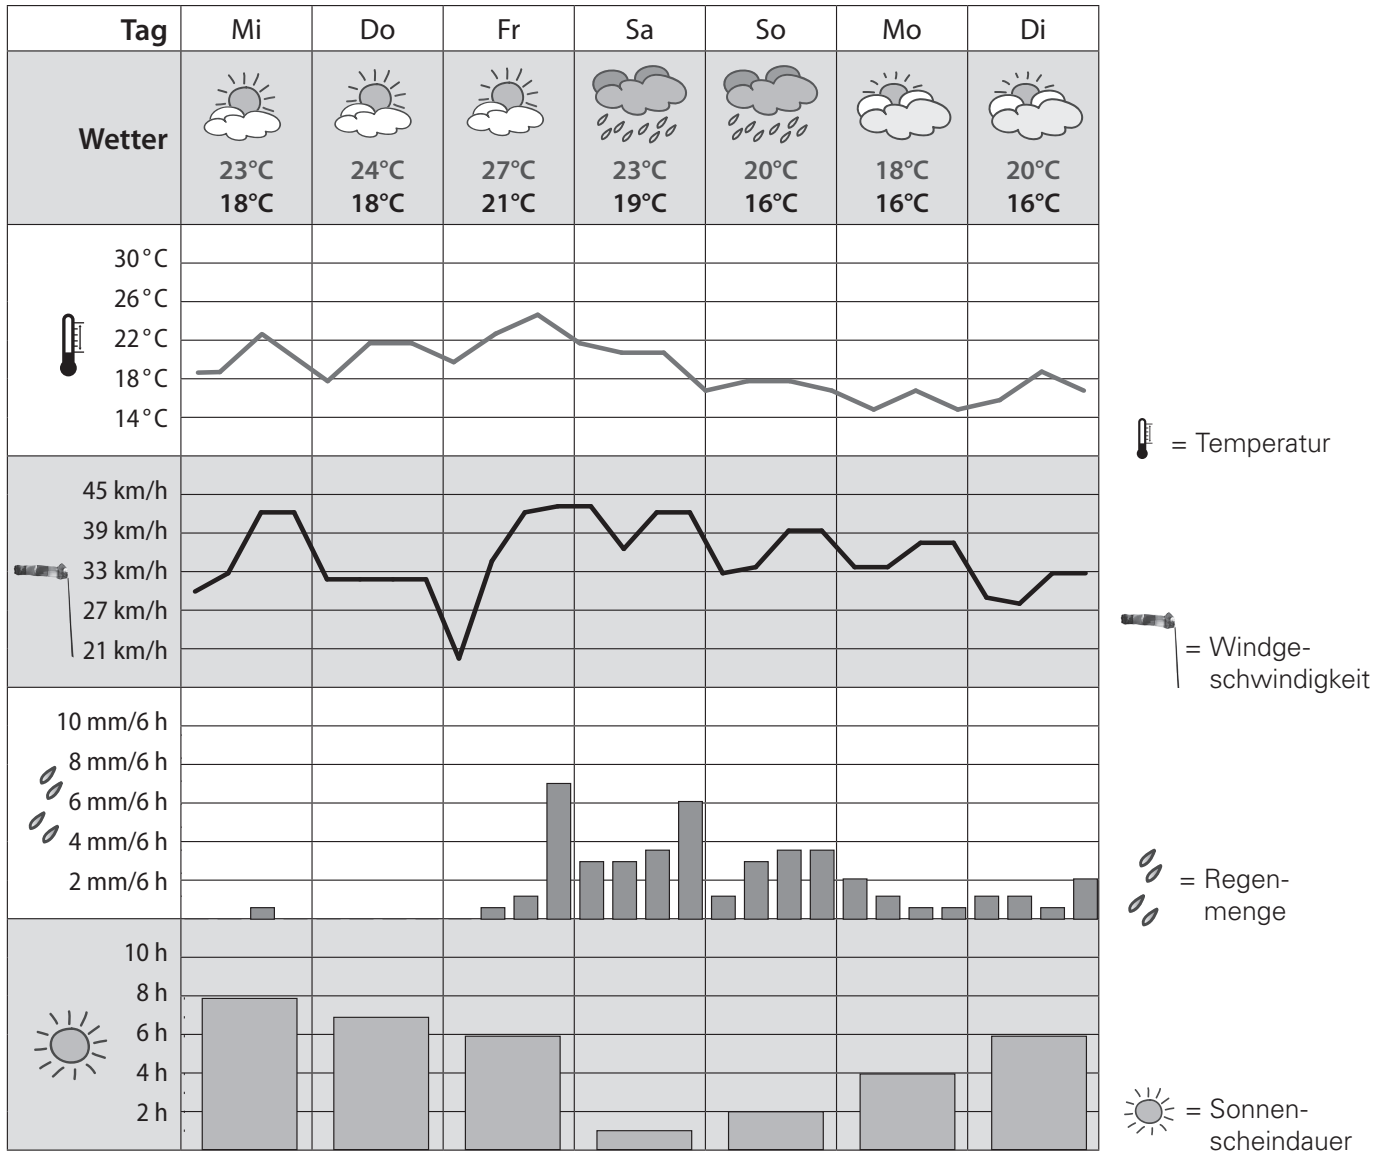 Tag Mi Do Fr Sa So Mo Di
Wetter
23°C 24°C 27°C 23°C 20°C 18°C 20°C
18°C 18°C 21°C 19°C 16°C 16°C 16°C
30°C
26°C
22°C
18°C
14°C
= Temperatur
45 km/h
39 km/h
33 km/h
27 km/h
21 km/h
= Windge-
schwindigkeit
10 mm/6 h
8 mm/6 h
6 mm/6 h
4 mm/6 h
2 mm/6 h
= Regen-
menge
10 h
8 h
6 h
4 h
2 h
= Sonnen-
scheindauer